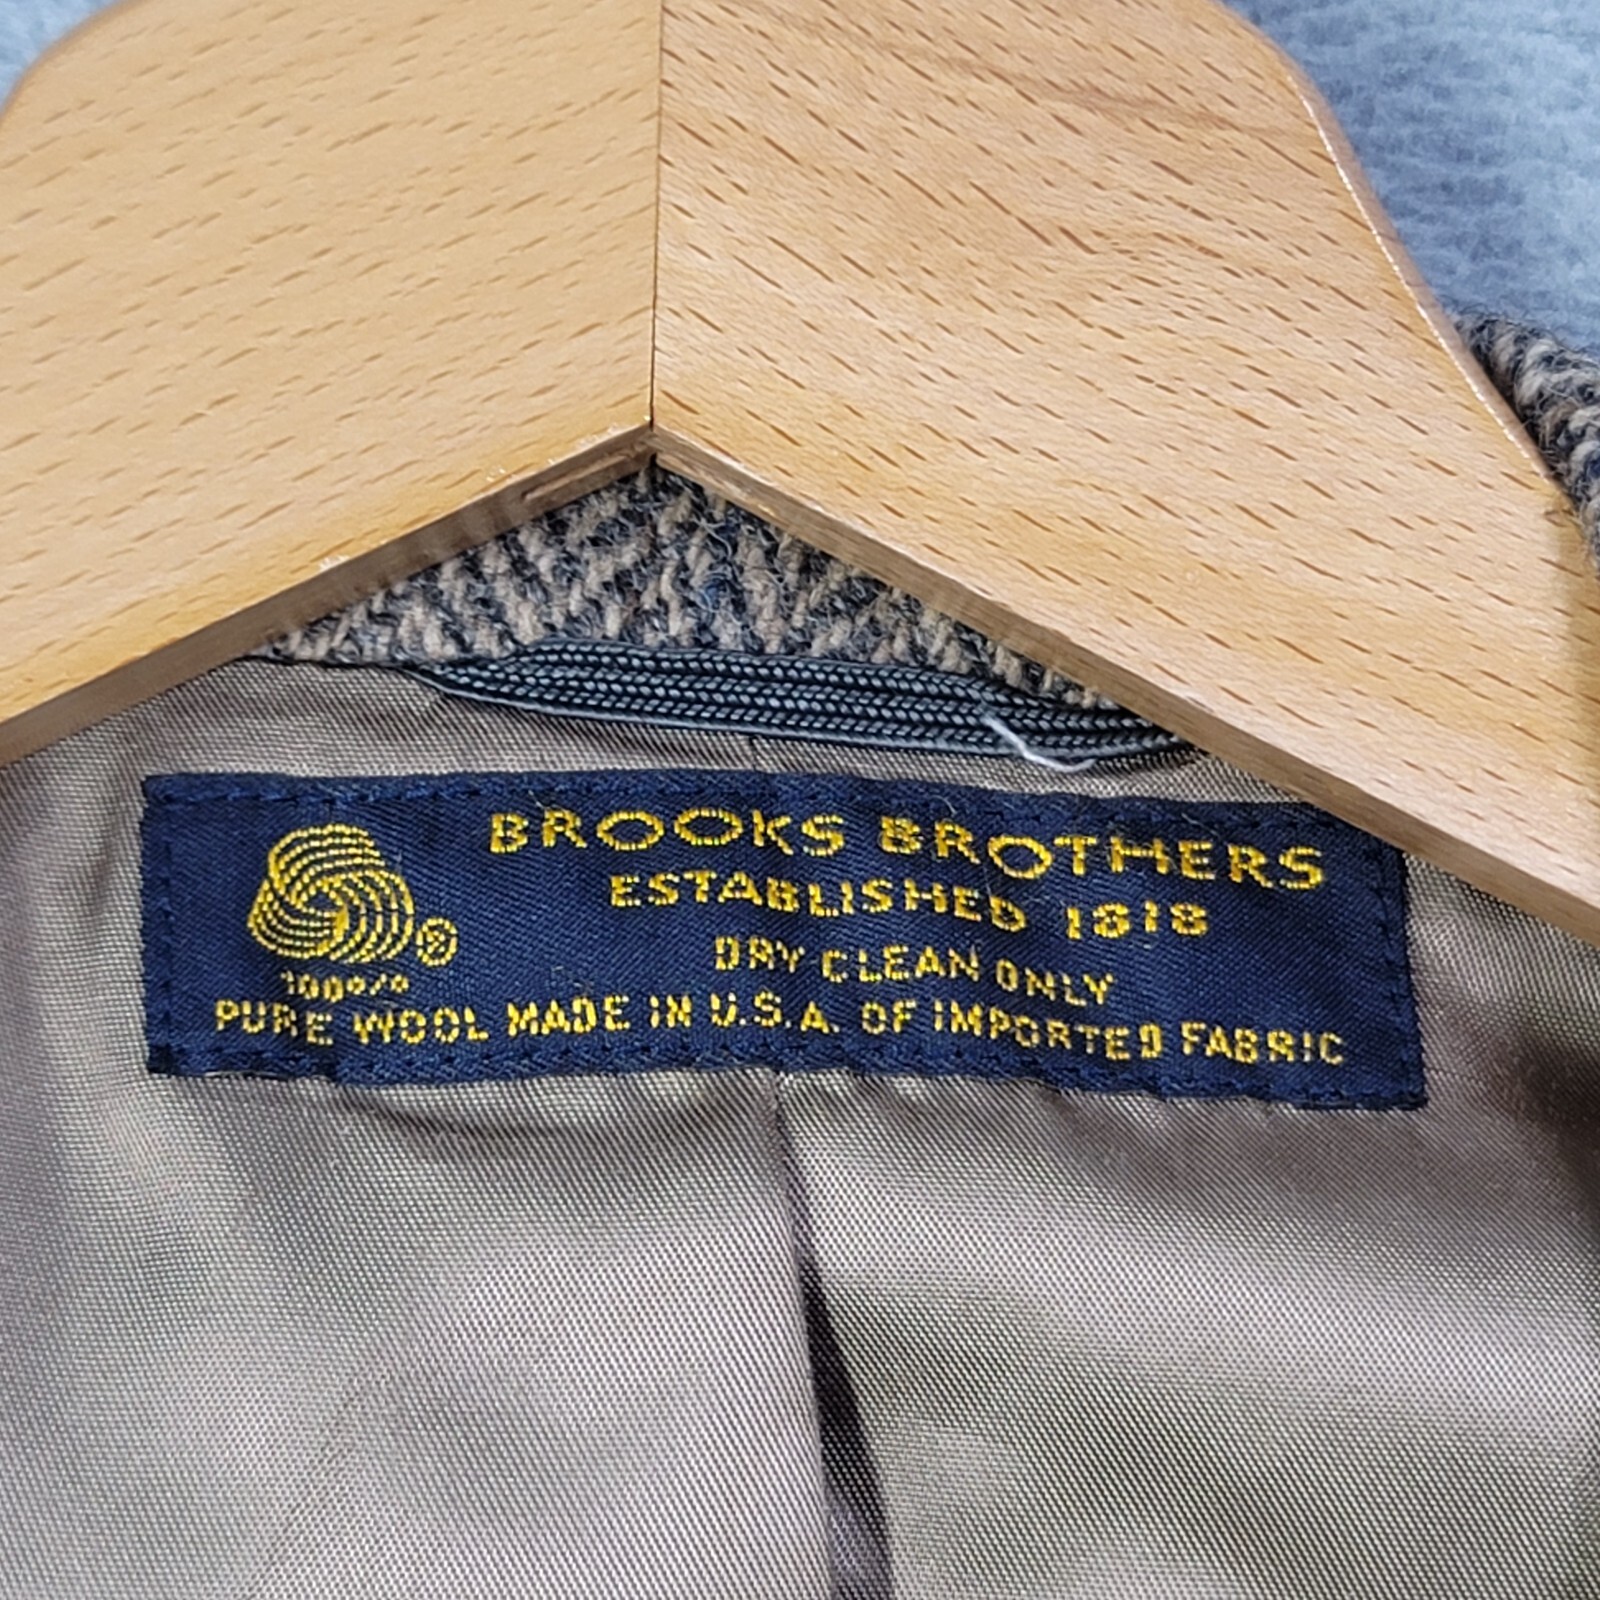 BROOKS BROTHERS
ESTABLISHED 1818
DRY CLEAN ONLY
®
100%
PURE WOOL MADE IN U.S.A. OF IMPORTED FABRIC